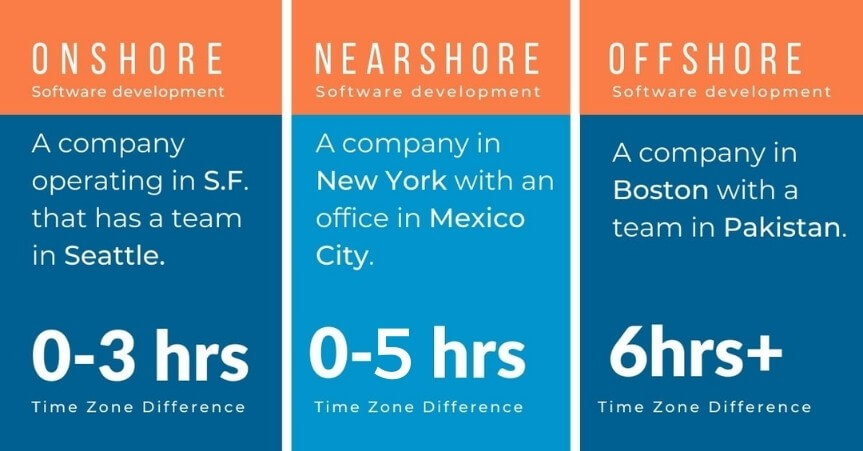 ONSHORE
Software development
A company
operating in S.F.
that has a team
in Seattle.
0-3 hrs
Time Zone Difference
NEARSHORE
Software development
A company in
New York with an
office in Mexico
City.
0-5 hrs
Time Zone Difference
OFFSHORE
Software development
A company in
Boston with a
team in Pakistan.
6hrs+
Time Zone Difference